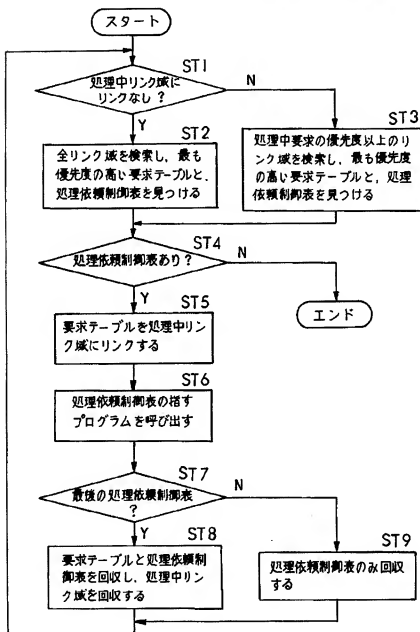 スタート
ST1
処理中リンク域に
リンクなし?
N
Y
ST2
全リンク域を検索し、最も
優先度の高い要求テーブルと、
処理依頼制御表を見つける
ST3
処理中要求の優先度以上のリ
ンク域を検索し、最も優先度
の高い要求テーブルと、処理
依頼制御表を見つける
ST4
処理依頼制御表あり?
N
Y
エンド
ST5
要求テーブルを処理中リン
ク域にリンクする
ST6
処理依頼制御表の指す
プログラムを呼び出す
ST7
最後の処理依頼制御表
?
N
Y
ST8
要求テーブルと処理依頼制
御表を回収し、処理中リン
ク域を回収する
ST9
処理依頼制御表のみ回収
する